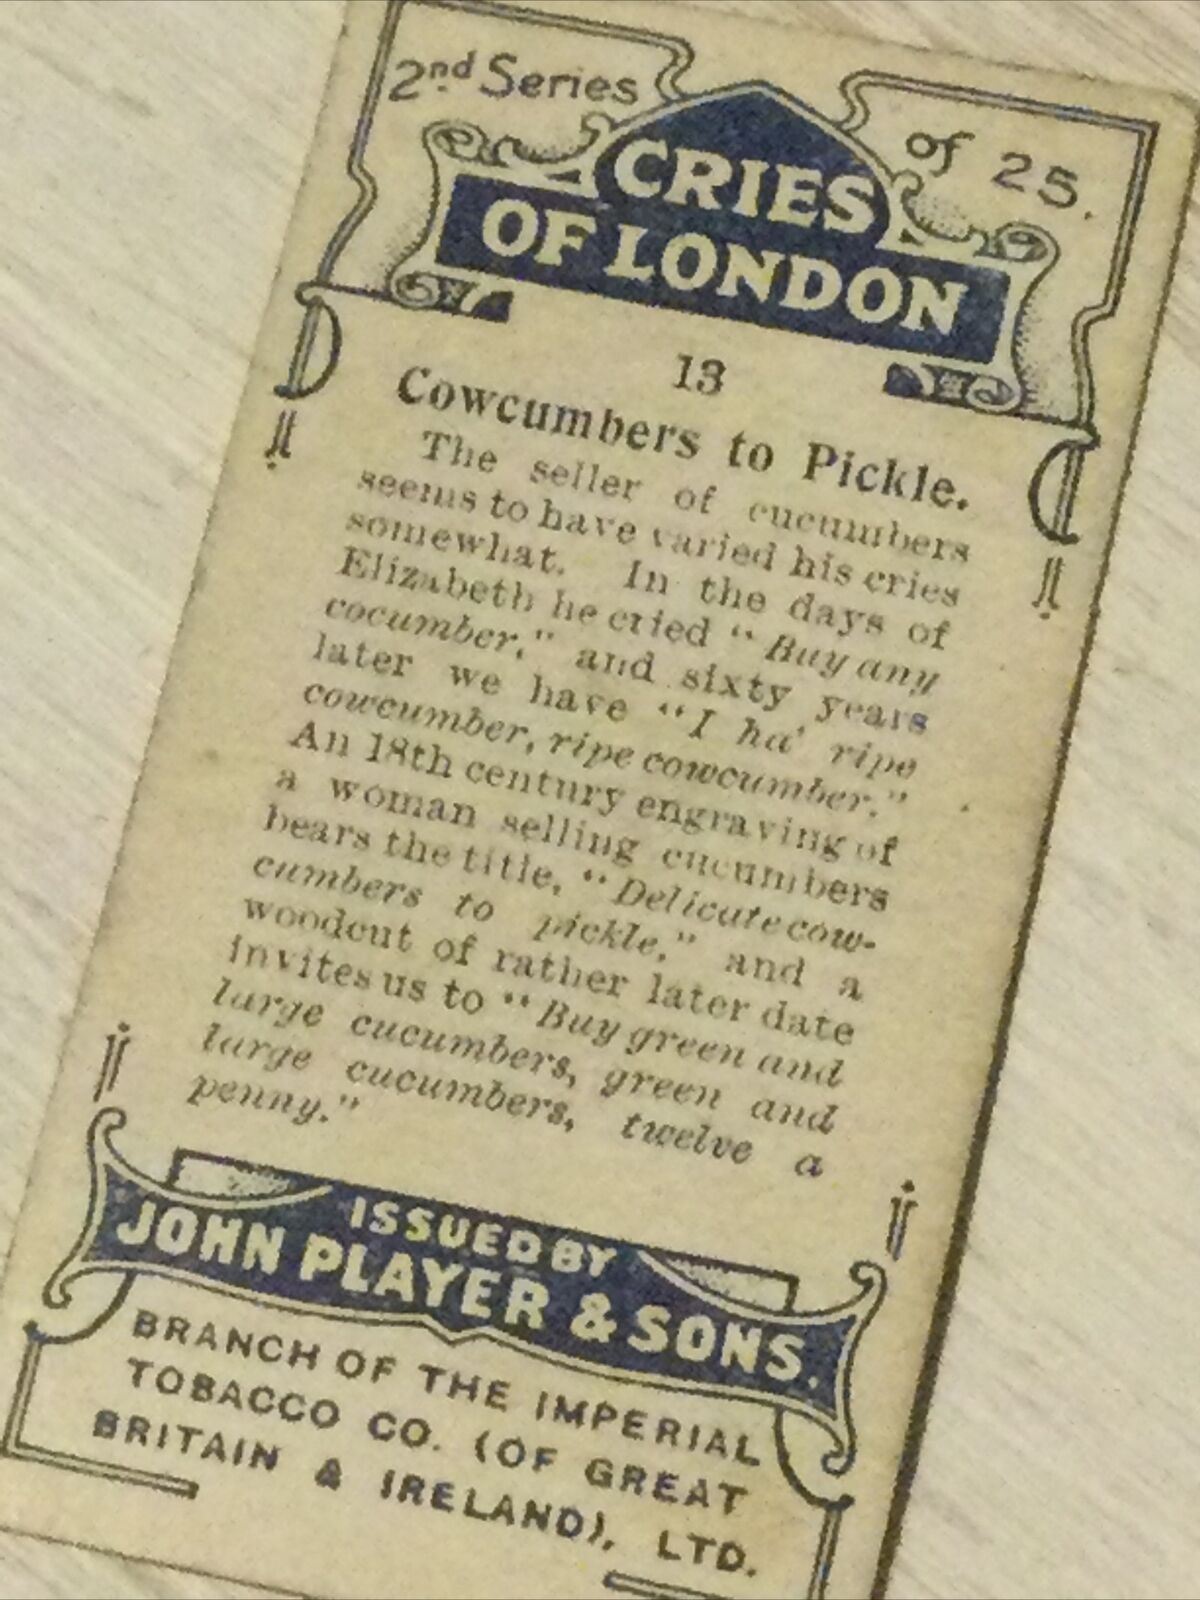 2nd Series of 25.
CRIES
OF LONDON
13
Cowcumbers to Pickle.
The seller of cucumbers
seems to have varied his cries
somewhat. In the days of
Elizabeth he cried "Buy any
cocumber," and sixty years
later we have "I ha' ripe
cowcumber, ripe cowcumber."
An 18th century engraving of
a woman selling cucumbers
bears the title, "Delicate cow-
cumbers to pickle," and a
woodcut of rather later date
invites us to "Buy green and
large cucumbers, green and
large cucumbers, twelve a
penny."
ISSUED BY
JOHN PLAYER & SONS.
BRANCH OF THE IMPERIAL
TOBACCO CO. (OF GREAT
BRITAIN & IRELAND), LTD.